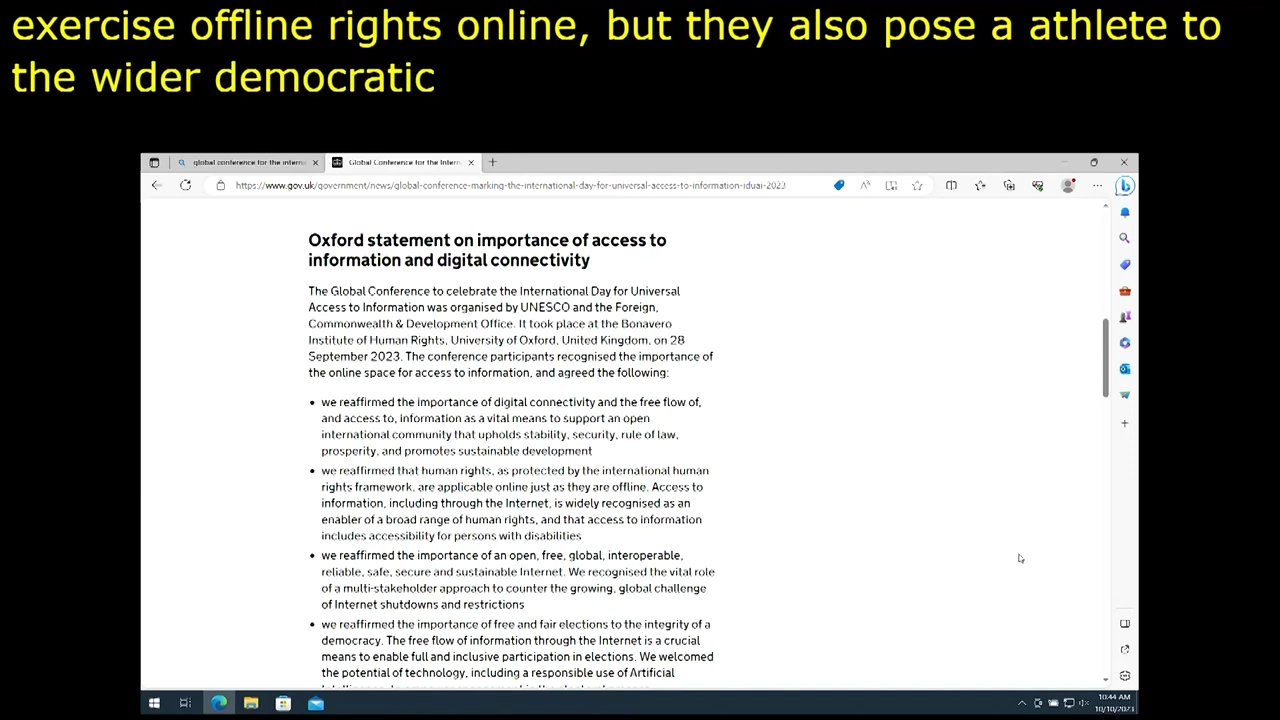 exercise offline rights online, but they also pose a athlete to
the wider democratic
global conference for the interna
Global Conference for the Intern
https://www.gov.uk/government/news/global-conference-marking-the-international-day-for-universal-access-to-information-iduai-2023
Oxford statement on importance of access to
information and digital connectivity
The Global Conference to celebrate the International Day for Universal
Access to Information was organised by UNESCO and the Foreign,
Commonwealth & Development Office. It took place at the Bonavero
Institute of Human Rights, University of Oxford, United Kingdom, on 28
September 2023. The conference participants recognised the importance of
the online space for access to information, and agreed the following:
• we reaffirmed the importance of digital connectivity and the free flow of,
and access to, information as a vital means to support an open
international community that upholds stability, security, rule of law,
prosperity, and promotes sustainable development
• we reaffirmed that human rights, as protected by the international human
rights framework, are applicable online just as they are offline. Access to
information, including through the Internet, is widely recognised as an
enabler of a broad range of human rights, and that access to information
includes accessibility for persons with disabilities
• we reaffirmed the importance of an open, free, global, interoperable,
reliable, safe, secure and sustainable Internet. We recognised the vital role
of a multi-stakeholder approach to counter the growing, global challenge
of Internet shutdowns and restrictions
• we reaffirmed the importance of free and fair elections to the integrity of a
democracy. The free flow of information through the Internet is a crucial
means to enable full and inclusive participation in elections. We welcomed
the potential of technology, including a responsible use of Artificial
10:44 AM
10/10/2023